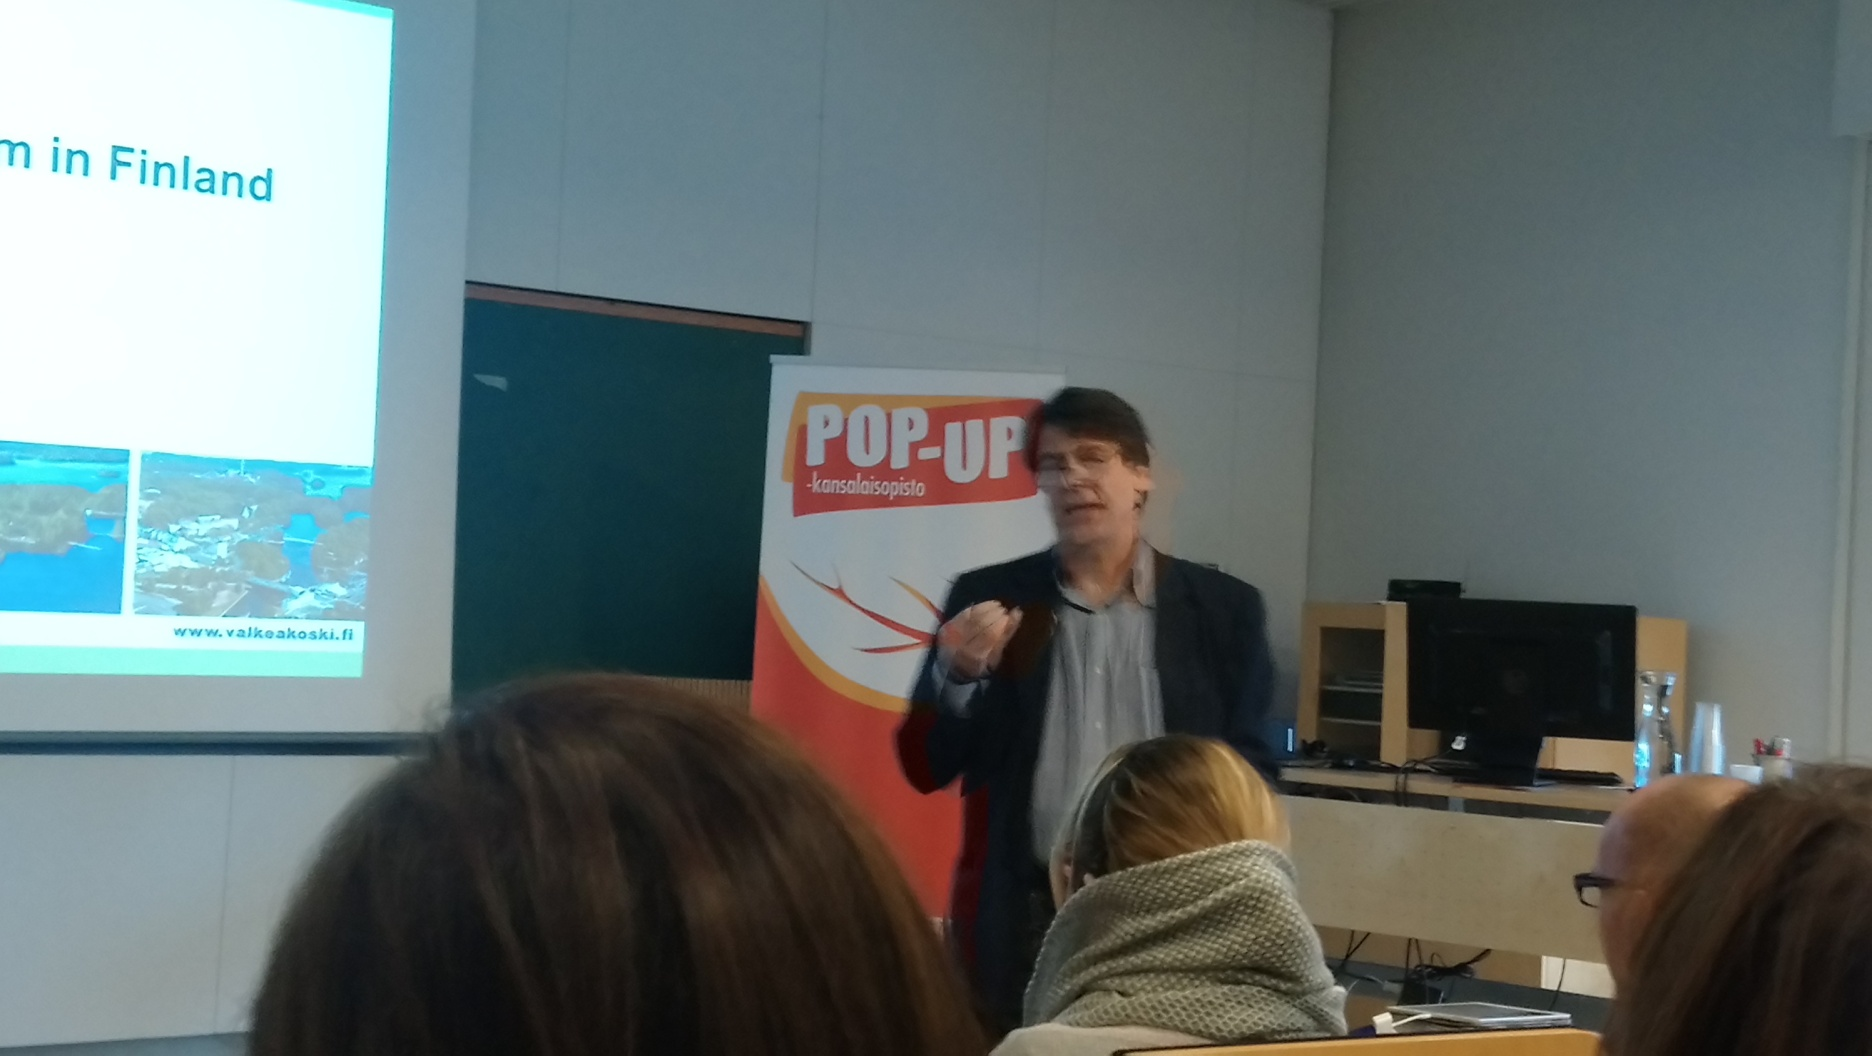 m in Finland
www.valkeakoski.fi
POP-UP
-kansalaisopisto